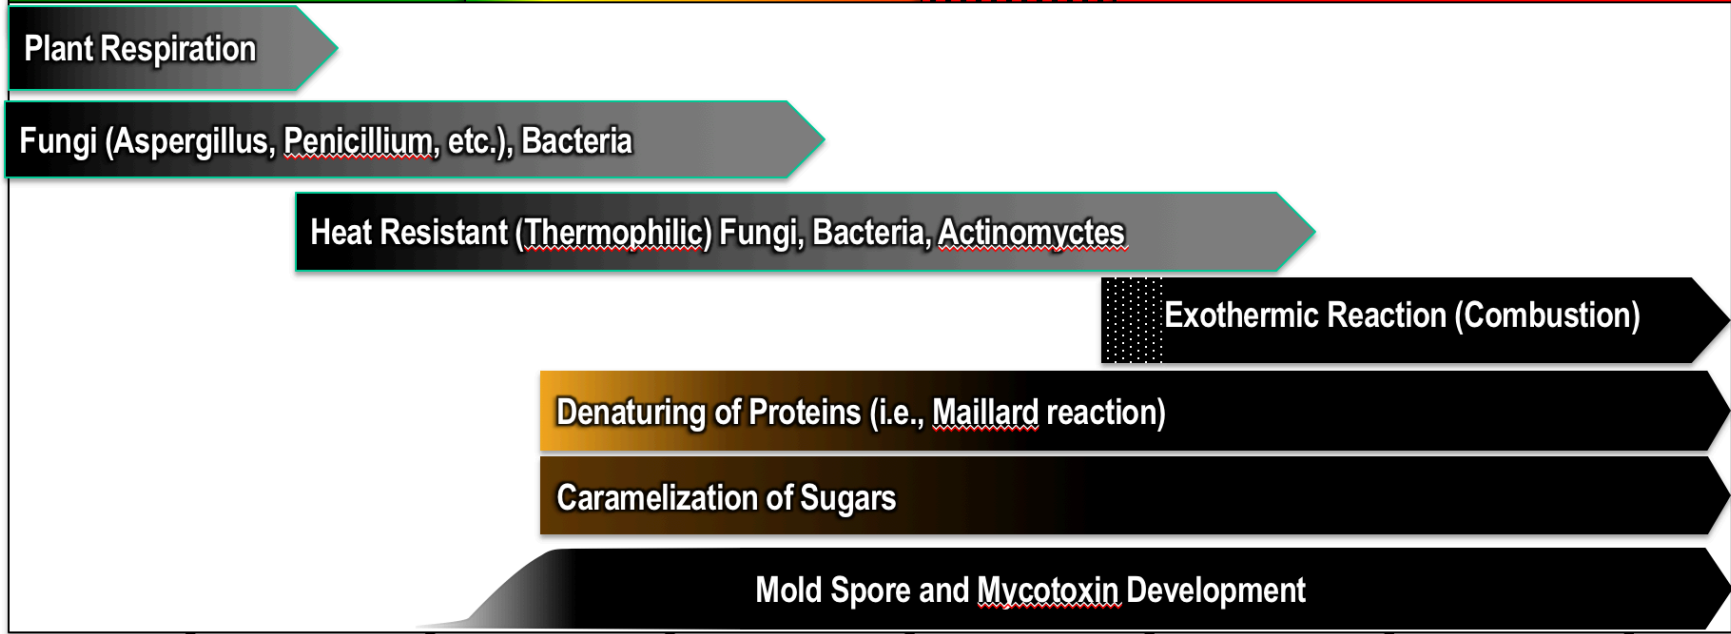 Plant Respiration
Fungi (Aspergillus, Penicillium, etc.), Bacteria
Heat Resistant (Thermophilic) Fungi, Bacteria, Actinomyctes
Exothermic Reaction (Combustion)
Denaturing of Proteins (i.e., Maillard reaction)
Caramelization of Sugars
Mold Spore and Mycotoxin Development